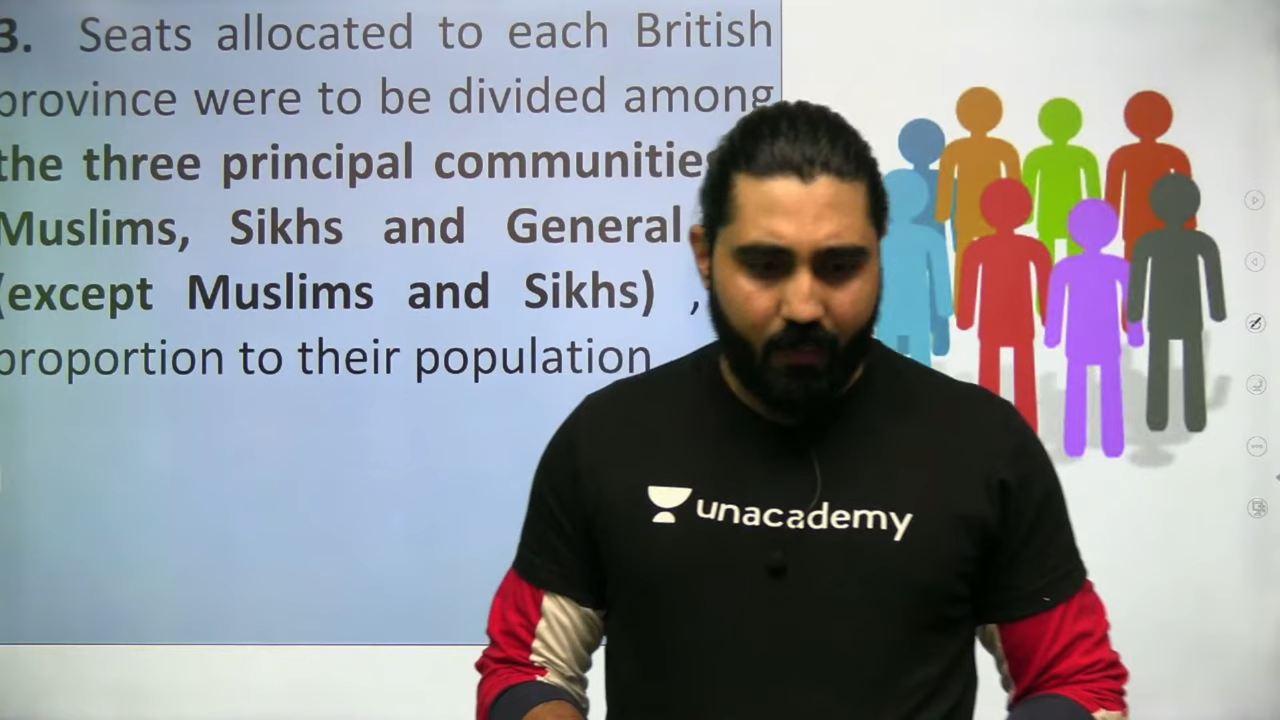 3. Seats allocated to each British
province were to be divided among
the three principal communities
Muslims, Sikhs and General
(except Muslims and Sikhs) ,
proportion to their population
unacademy